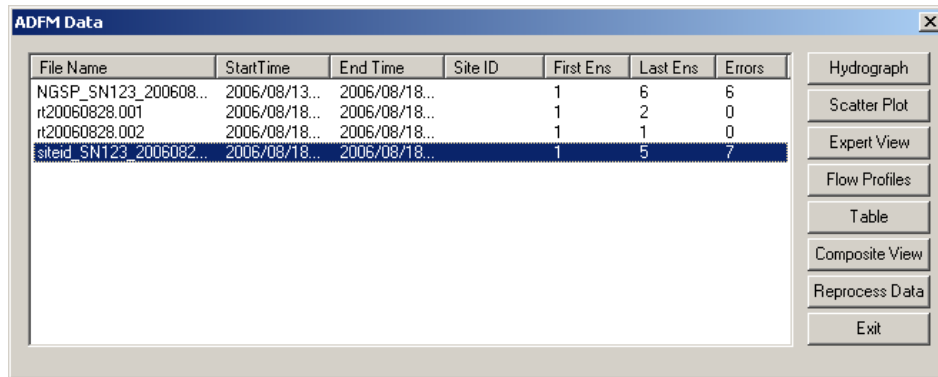 ADFM Data
File Name StartTime End Time Site ID First Ens Last Ens Errors
NGSP_SN123_200608... 2006/08/13... 2006/08/18... 1 6 6
rt20060828.001 2006/08/18... 2006/08/18... 1 2 0
rt20060828.002 2006/08/18... 2006/08/18... 1 1 0
siteid_SN123_2006082... 2006/08/18... 2006/08/18... 1 5 7
Hydrograph
Scatter Plot
Expert View
Flow Profiles
Table
Composite View
Reprocess Data
Exit